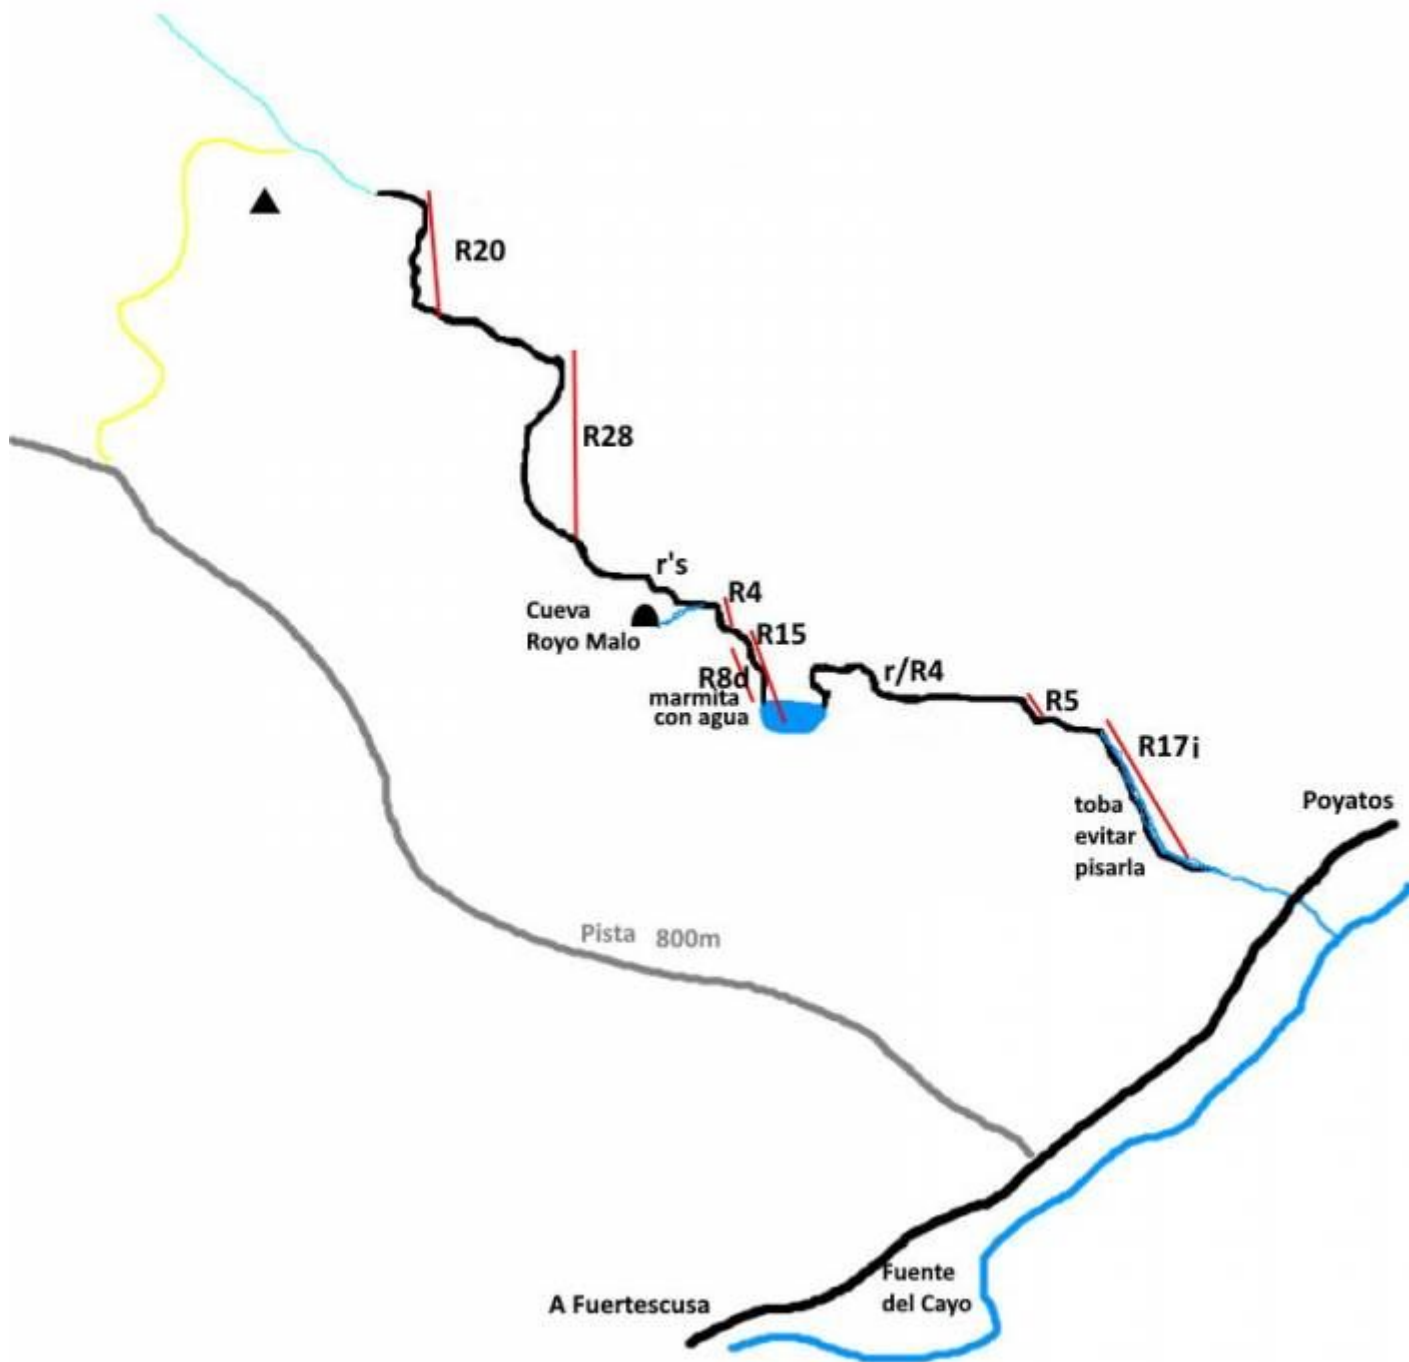 R20
R28
r's
R4
Cueva
Royo Malo
R15
R8d
marmita
con agua
r/R4
R5
R17i
toba
evitar
pisarla
Poyatos
Pista 800m
Fuente
del Cayo
A Fuertescusa